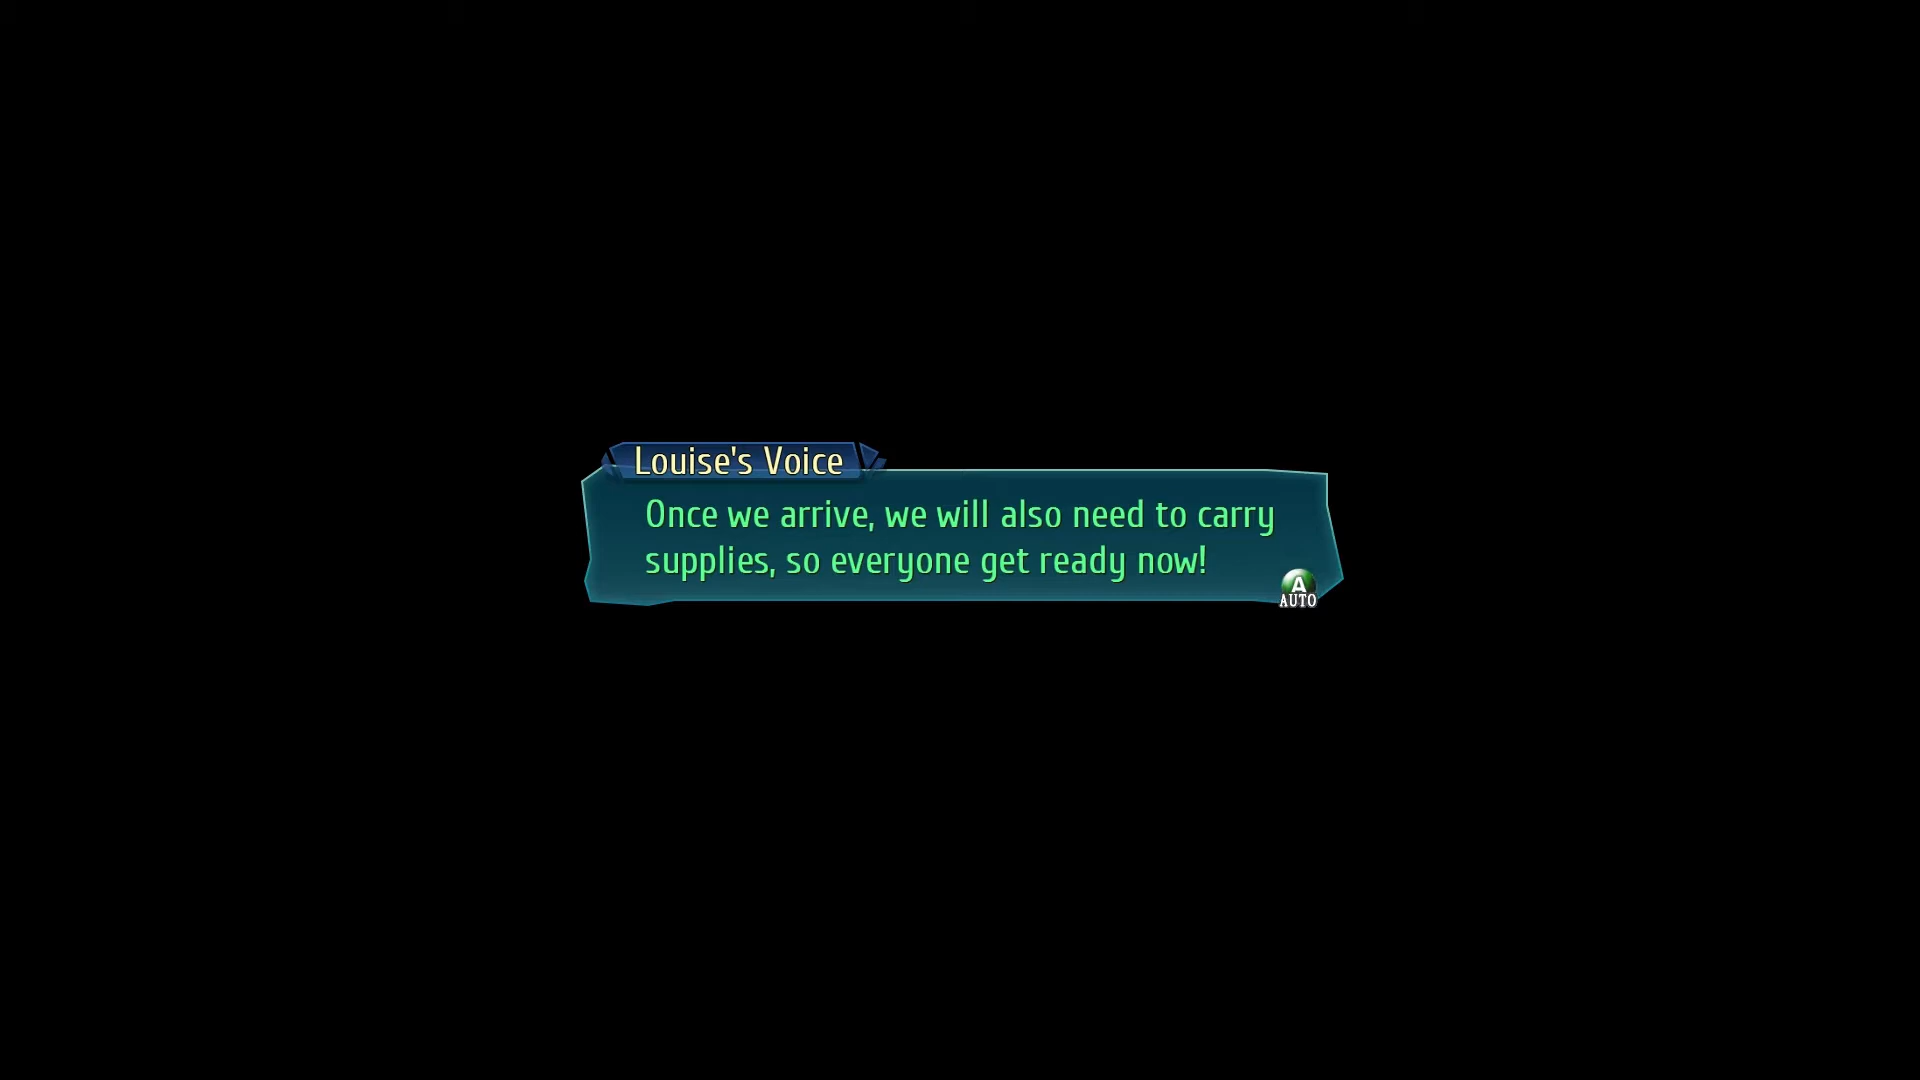 Louise's Voice
Once we arrive, we will also need to carry
supplies, so everyone get ready now!
A
AUTO